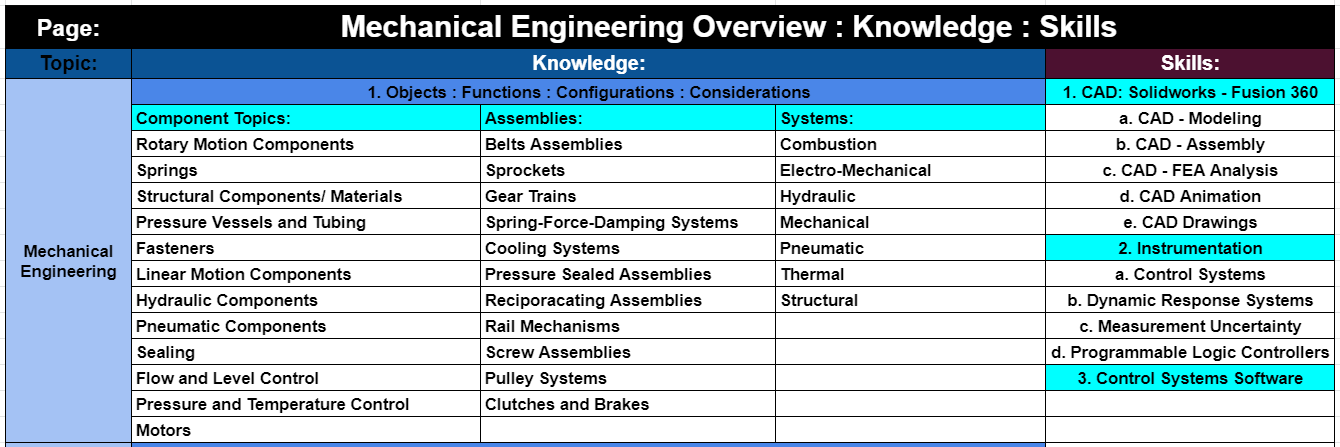 Page: Mechanical Engineering Overview : Knowledge : Skills
Topic: Knowledge: Skills:
1. Objects : Functions : Configurations : Considerations 1. CAD: Solidworks - Fusion 360
Component Topics: Assemblies: Systems: a. CAD - Modeling
Rotary Motion Components Belts Assemblies Combustion b. CAD - Assembly
Springs Sprockets Electro-Mechanical c. CAD - FEA Analysis
Structural Components/ Materials Gear Trains Hydraulic d. CAD Animation
Pressure Vessels and Tubing Spring-Force-Damping Systems Mechanical e. CAD Drawings
Mechanical Engineering Fasteners Cooling Systems Pneumatic 2. Instrumentation
Linear Motion Components Pressure Sealed Assemblies Thermal a. Control Systems
Hydraulic Components Reciporacating Assemblies Structural b. Dynamic Response Systems
Pneumatic Components Rail Mechanisms c. Measurement Uncertainty
Sealing Screw Assemblies d. Programmable Logic Controllers
Flow and Level Control Pulley Systems 3. Control Systems Software
Pressure and Temperature Control Clutches and Brakes
Motors